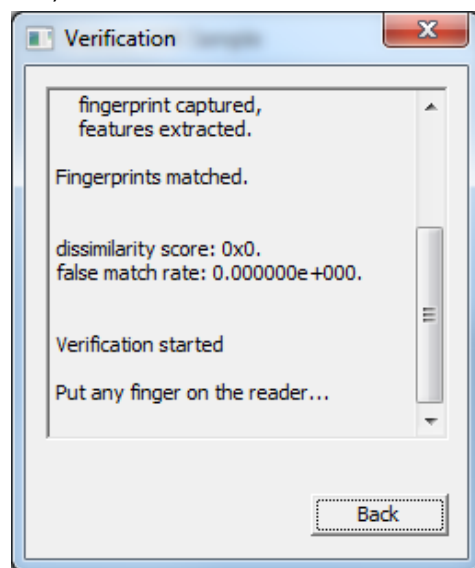 Verification
fingerprint captured,
features extracted.
Fingerprints matched.
dissimilarity score: 0x0.
false match rate: 0.000000e+000.
Verification started
Put any finger on the reader...
Back